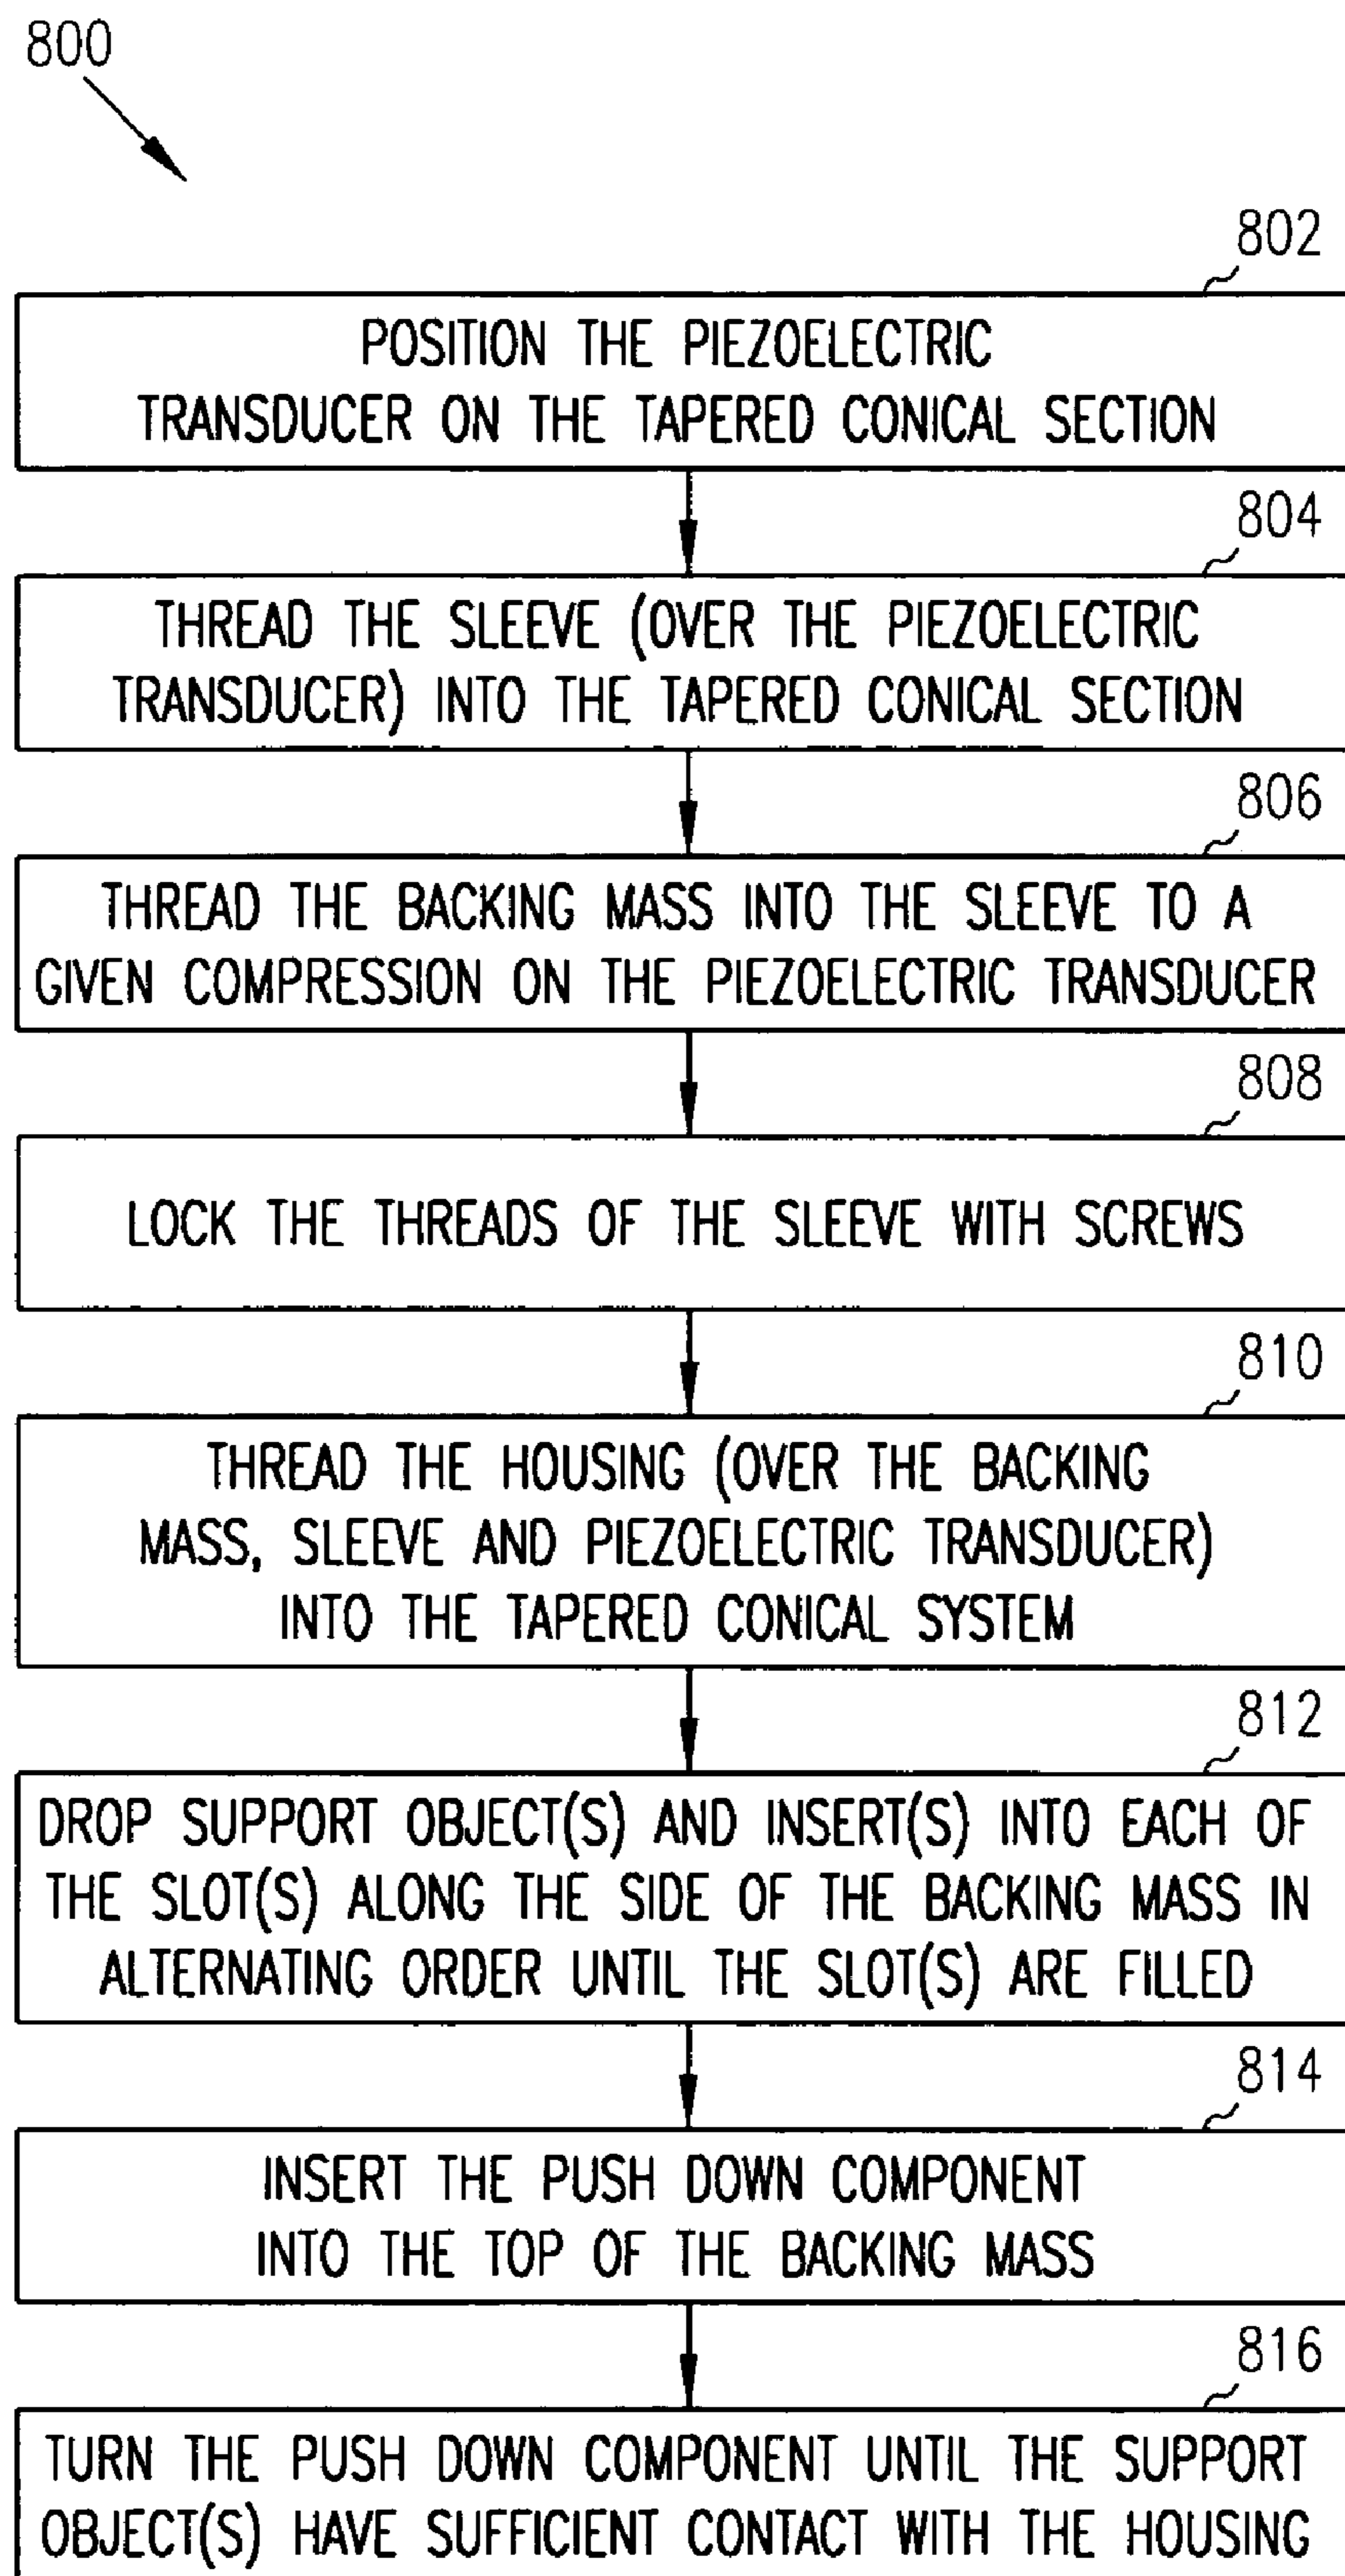 800
802
POSITION THE PIEZOELECTRIC
TRANSDUCER ON THE TAPERED CONICAL SECTION
804
THREAD THE SLEEVE (OVER THE PIEZOELECTRIC
TRANSDUCER) INTO THE TAPERED CONICAL SECTION
806
THREAD THE BACKING MASS INTO THE SLEEVE TO A
GIVEN COMPRESSION ON THE PIEZOELECTRIC TRANSDUCER
808
LOCK THE THREADS OF THE SLEEVE WITH SCREWS
810
THREAD THE HOUSING (OVER THE BACKING
MASS, SLEEVE AND PIEZOELECTRIC TRANSDUCER)
INTO THE TAPERED CONICAL SYSTEM
812
DROP SUPPORT OBJECT(S) AND INSERT(S) INTO EACH OF
THE SLOT(S) ALONG THE SIDE OF THE BACKING MASS IN
ALTERNATING ORDER UNTIL THE SLOT(S) ARE FILLED
814
INSERT THE PUSH DOWN COMPONENT
INTO THE TOP OF THE BACKING MASS
816
TURN THE PUSH DOWN COMPONENT UNTIL THE SUPPORT
OBJECT(S) HAVE SUFFICIENT CONTACT WITH THE HOUSING